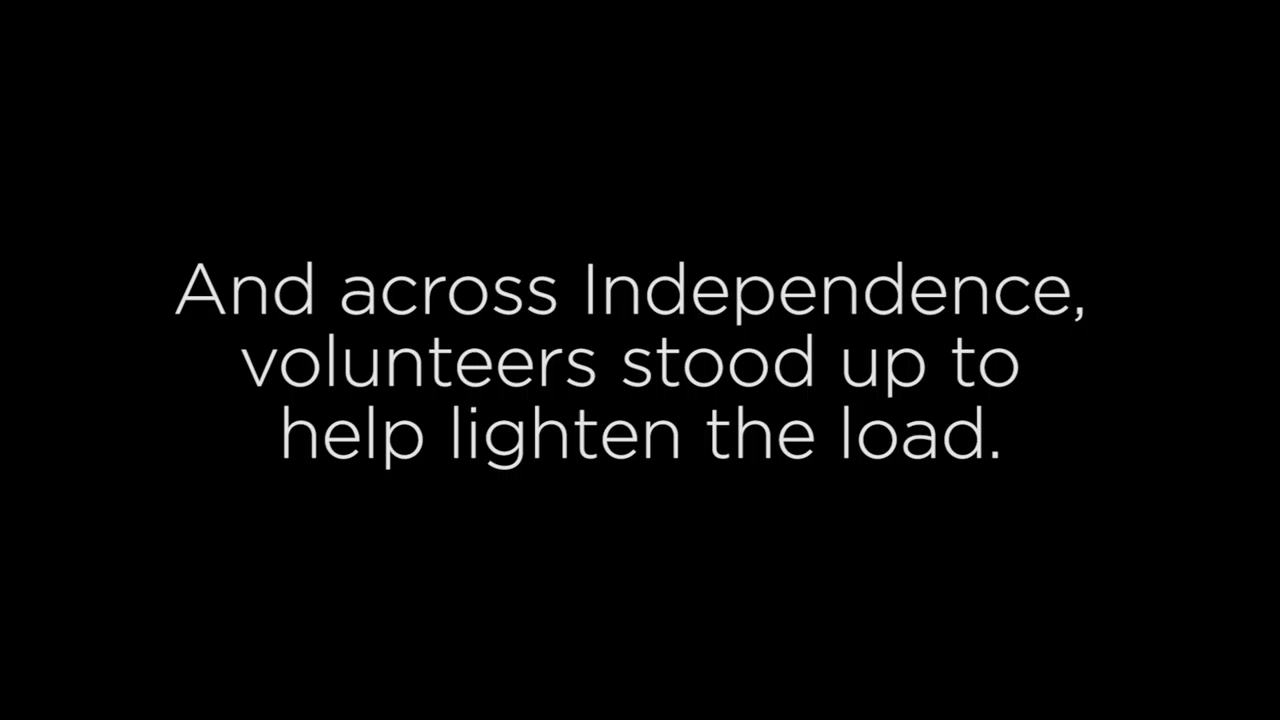 And across Independence,
volunteers stood up to
help lighten the load.